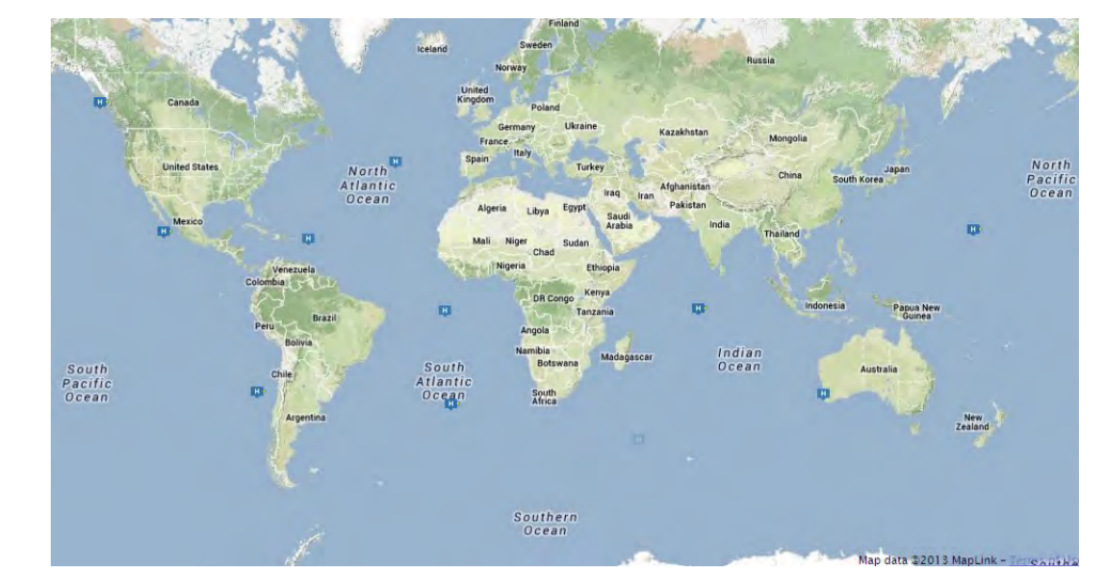 Finland
Iceland
Sweden
Russia
Norway
United
Kingdom
Canada
Poland
Germany
Ukraine
Kazakhstan
Mongolia
France
Italy
Spain
Turkey
United States
North
Atlantic
Ocean
China
Japan
South Korea
North
Pacific
Ocean
Afghanistan
Iraq
Iran
Pakistan
Algeria
Libya
Egypt
Saudi
Arabia
India
Mexico
Thailand
Mali
Niger
Chad
Sudan
Nigeria
Ethiopia
Venezuela
Colombia
DR Congo
Kenya
Tanzania
Indonesia
Papua New
Guinea
Peru
Brazil
Angola
Bolivia
Namibia
Botswana
Madagascar
Indian
Ocean
South
Pacific
Ocean
Chile
South
Atlantic
Ocean
South
Africa
Australia
Argentina
New
Zealand
Southern
Ocean
H
H
H
H
H
H
H
H
H
H
H
H
Map data ©2013 MapLink -